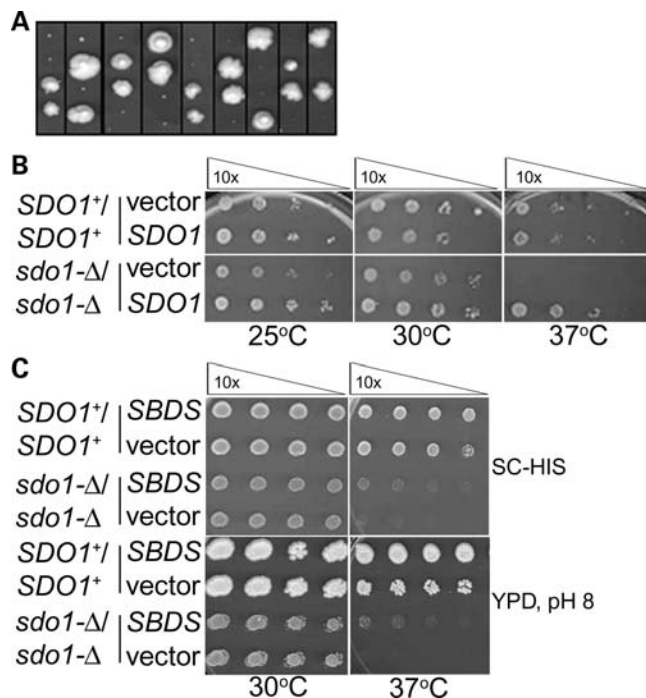 A
B
10x 10x 10x
SDO1⁺/ vector
SDO1⁺ SDO1
sdo1-Δ/ vector
sdo1-Δ SDO1
25°C 30°C 37°C
C
10x 10x
SDO1⁺/ SBDS
SDO1⁺ vector
sdo1-Δ/ SBDS
sdo1-Δ vector
SC-HIS
SDO1⁺/ SBDS
SDO1⁺ vector
sdo1-Δ/ SBDS
sdo1-Δ vector
YPD, pH 8
30°C 37°C